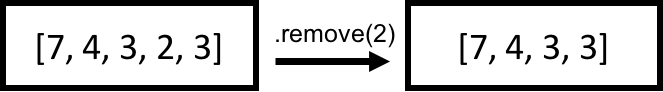 [7, 4, 3, 2, 3]
.remove(2)
[7, 4, 3, 3]